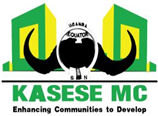 UGANDA
EQUATOR
KASESE MC
Enhancing Communities to Develop